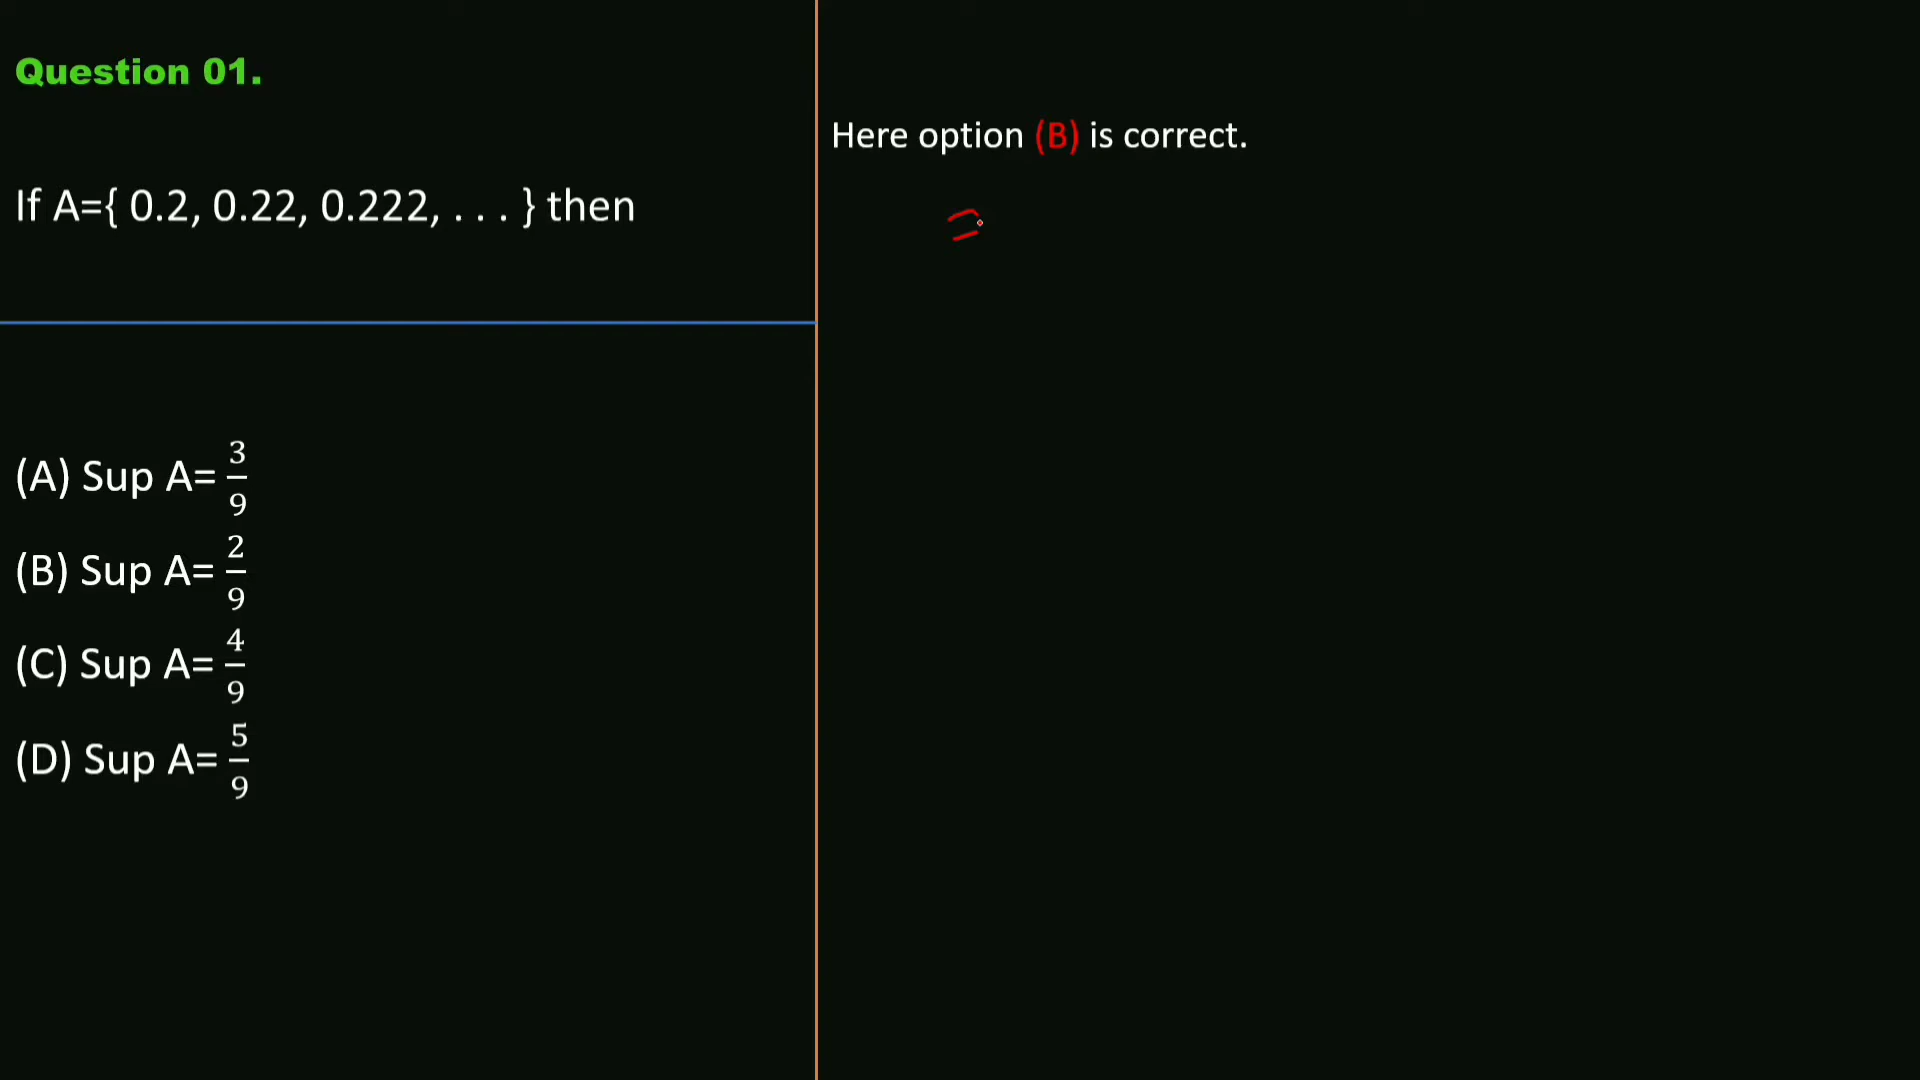 Question 01.
If A={ 0.2, 0.22, 0.222, . . . } then
(A) Sup A= 3/9
(B) Sup A= 2/9
(C) Sup A= 4/9
(D) Sup A= 5/9
Here option (B) is correct.